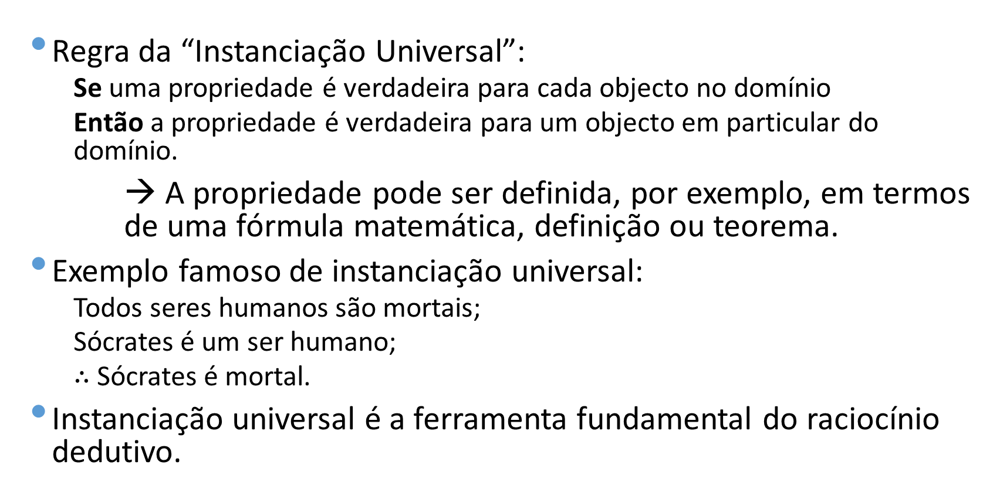 • Regra da “Instanciação Universal”:
Se uma propriedade é verdadeira para cada objecto no domínio
Então a propriedade é verdadeira para um objecto em particular do
domínio.
→ A propriedade pode ser definida, por exemplo, em termos
de uma fórmula matemática, definição ou teorema.
• Exemplo famoso de instanciação universal:
Todos seres humanos são mortais;
Sócrates é um ser humano;
∴ Sócrates é mortal.
• Instanciação universal é a ferramenta fundamental do raciocínio
dedutivo.